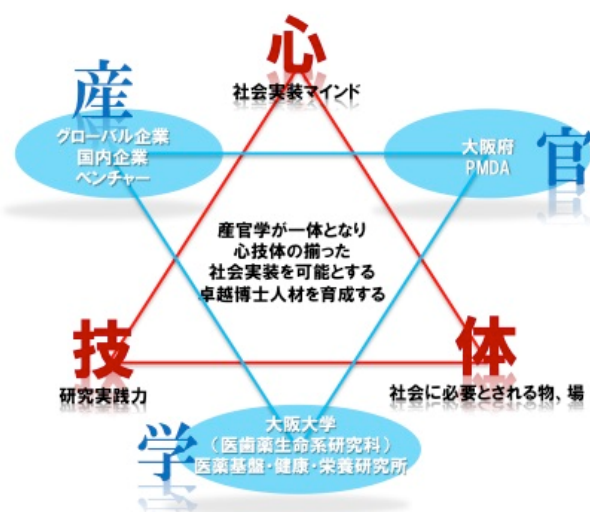 心
社会実装マインド
産
グローバル企業
国内企業
ベンチャー
官
大阪府
PMDA
産官学が一体となり
心技体の揃った
社会実装を可能とする
卓越博士人材を育成する
技
研究実践力
体
社会に必要とされる物、場
学
大阪大学
（医歯薬生命系研究科）
医薬基盤・健康・栄養研究所